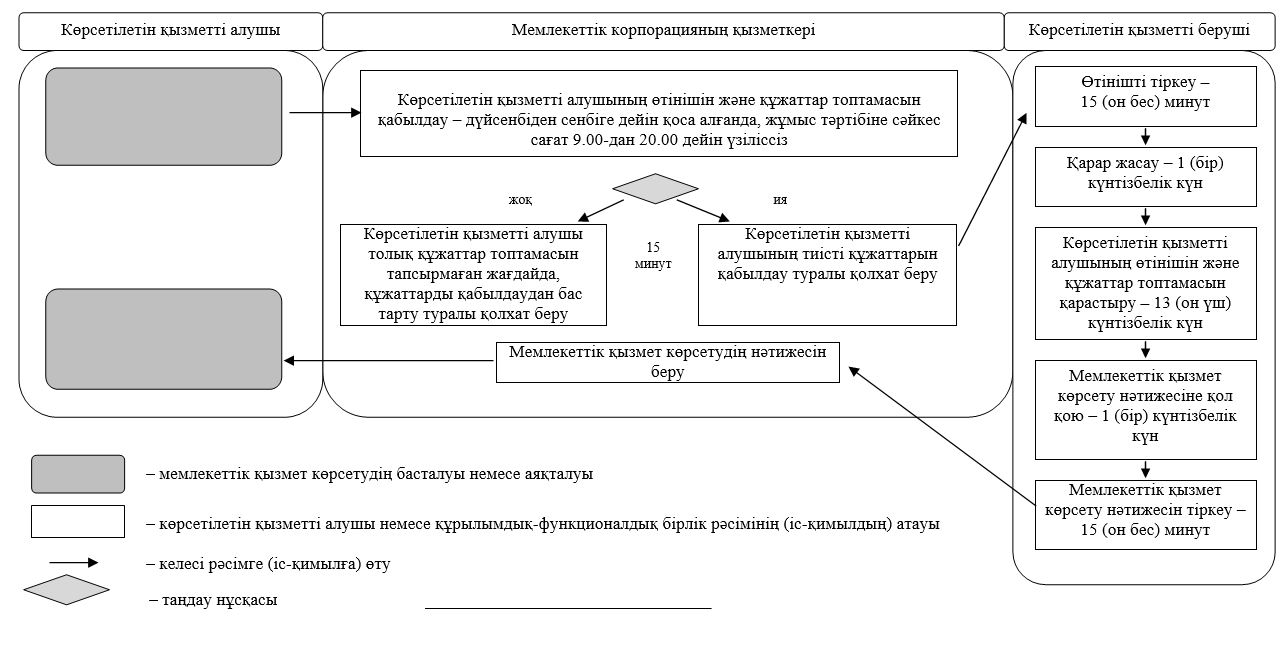 Көрсетілетін қызметті алушы
Мемлекеттік корпорацияның қызметкері
Көрсетілетін қызметті беруші
Көрсетілетін қызметті алушының өтінішін және құжаттар топтамасын
қабылдау – дүйсенбіден сенбіге дейін қоса алғанда, жұмыс тәртібіне сәйкес
сағат 9.00-дан 20.00 дейін үзіліссіз
жоқ
ия
Көрсетілетін қызметті алушы
толық құжаттар топтамасын
тапсырмаған жағдайда,
құжаттарды қабылдаудан бас
тарту туралы қолхат беру
15
минут
Көрсетілетін қызметті
алушының тиісті құжаттарын
қабылдау туралы қолхат беру
Мемлекеттік қызмет көрсетудің нәтижесін
беру
Өтінішті тіркеу –
15 (он бес) минут
Қарар жасау – 1 (бір)
күнтізбелік күн
Көрсетілетін қызметті
алушының өтінішін және
құжаттар топтамасын
қарастыру – 13 (он үш)
күнтізбелік күн
Мемлекеттік қызмет
көрсету нәтижесіне қол
қою – 1 (бір) күнтізбелік
күн
Мемлекеттік қызмет
көрсету нәтижесін тіркеу –
15 (он бес) минут
– мемлекеттік қызмет көрсетудің басталуы немесе аяқталуы
– көрсетілетін қызметті алушы немесе құрылымдық-функционалдық бірлік рәсімінің (іс-қимылдың) атауы
– келесі рәсімге (іс-қимылға) өту
– таңдау нұсқасы